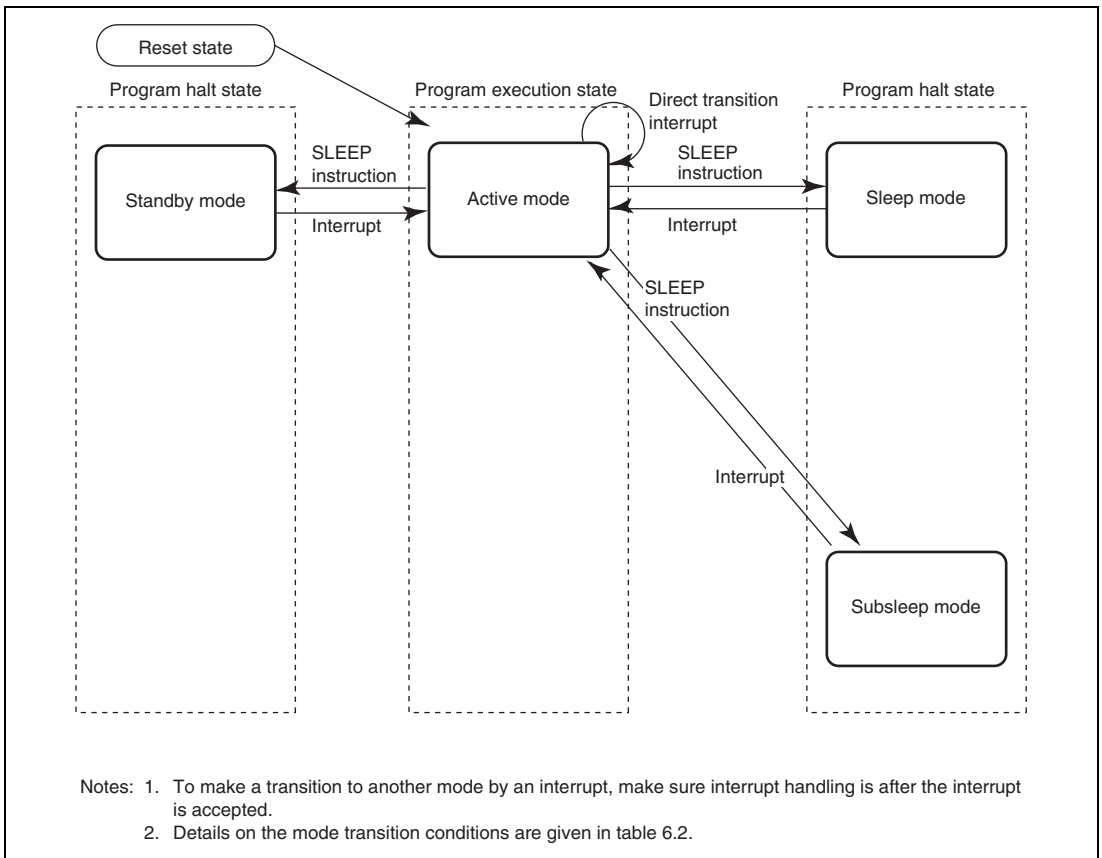 Reset state
Program halt state
Program execution state
Program halt state
Direct transition
interrupt
SLEEP
instruction
SLEEP
instruction
Standby mode
Active mode
Sleep mode
Interrupt
Interrupt
SLEEP
instruction
Interrupt
Subsleep mode
Notes: 1. To make a transition to another mode by an interrupt, make sure interrupt handling is after the interrupt
is accepted.
2. Details on the mode transition conditions are given in table 6.2.